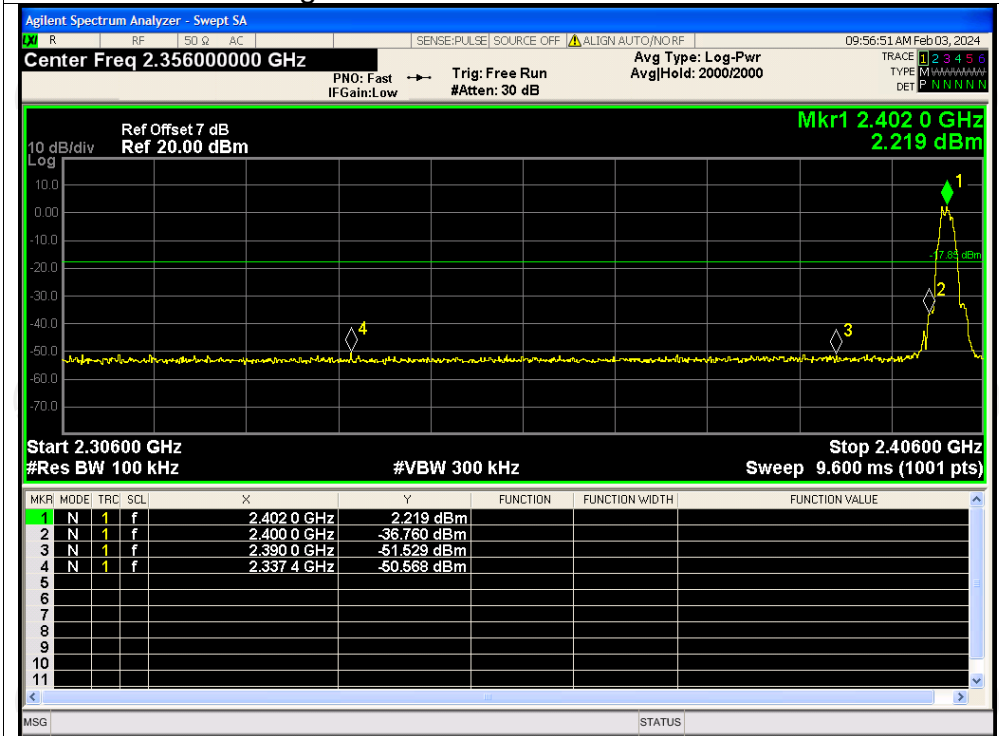 Agilent Spectrum Analyzer - Swept SA
LXI R RF 50 Ω AC SENSE:PULSE SOURCE OFF ALIGN AUTO/NO RF 09:56:51 AM Feb 03, 2024
Center Freq 2.356000000 GHz
PNO: Fast
IFGain:Low
Trig: Free Run
#Atten: 30 dB
Avg Type: Log-Pwr
Avg|Hold: 2000/2000
TRACE 1 2 3 4 5 6
TYPE M WWWWW
DET P N N N N N
Ref Offset 7 dB
10 dB/div Ref 20.00 dBm
Log
Mkr1 2.402 0 GHz
2.219 dBm
10.0
0.00
-10.0
-20.0
-30.0
-40.0
-50.0
-60.0
-70.0
1
-17.85 dBm
2
3
4
Start 2.30600 GHz Stop 2.40600 GHz
#Res BW 100 kHz #VBW 300 kHz Sweep 9.600 ms (1001 pts)
MKR MODE TRC SCL X Y FUNCTION FUNCTION WIDTH FUNCTION VALUE
1 N 1 f 2.402 0 GHz 2.219 dBm
2 N 1 f 2.400 0 GHz -36.760 dBm
3 N 1 f 2.390 0 GHz -51.529 dBm
4 N 1 f 2.337 4 GHz -50.568 dBm
5
6
7
8
9
10
11
MSG STATUS